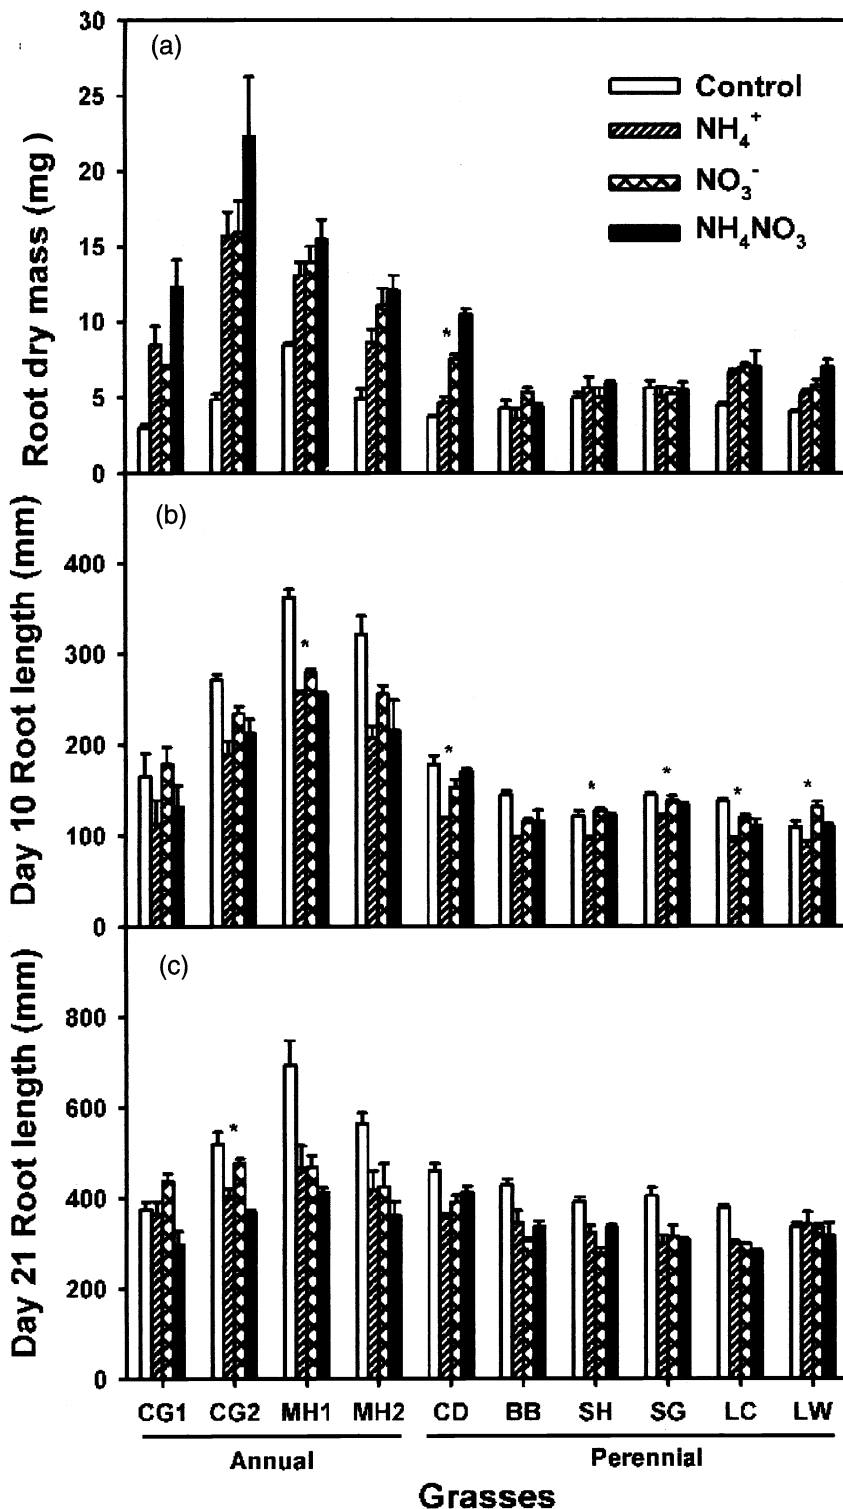 (a)
Control
NH₄⁺
NO₃⁻
NH₄NO₃
Root dry mass (mg)
30
25
20
15
10
5
0
*
(b)
Day 10 Root length (mm)
400
300
200
100
0
* * * * * *
(c)
Day 21 Root length (mm)
800
600
400
200
0
*
CG1 CG2 MH1 MH2 CD BB SH SG LC LW
Annual Perennial
Grasses